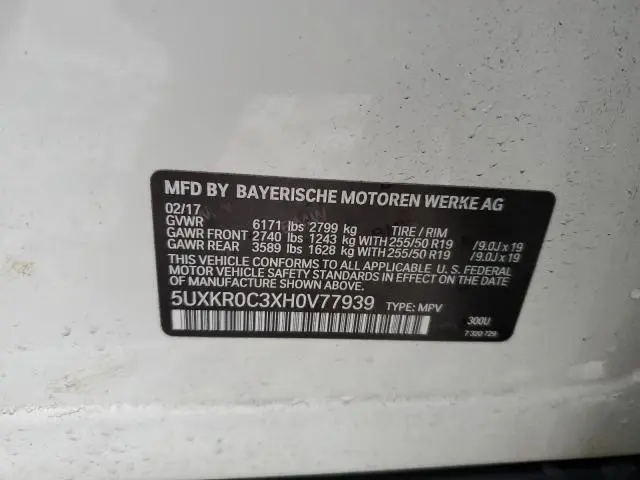 MFD BY BAYERISCHE MOTOREN WERKE AG
02/17
GVWR 6171 lbs 2799 kg TIRE / RIM
GAWR FRONT 2740 lbs 1243 kg WITH 255/50 R19 /9.0J x 19
GAWR REAR 3589 lbs 1628 kg WITH 255/50 R19 /9.0J x 19
THIS VEHICLE CONFORMS TO ALL APPLICABLE U. S. FEDERAL
MOTOR VEHICLE SAFETY STANDARDS IN EFFECT ON THE
DATE OF MANUFACTURE SHOWN ABOVE.
5UXKR0C3XH0V77939 TYPE: MPV
300U
7 320 729